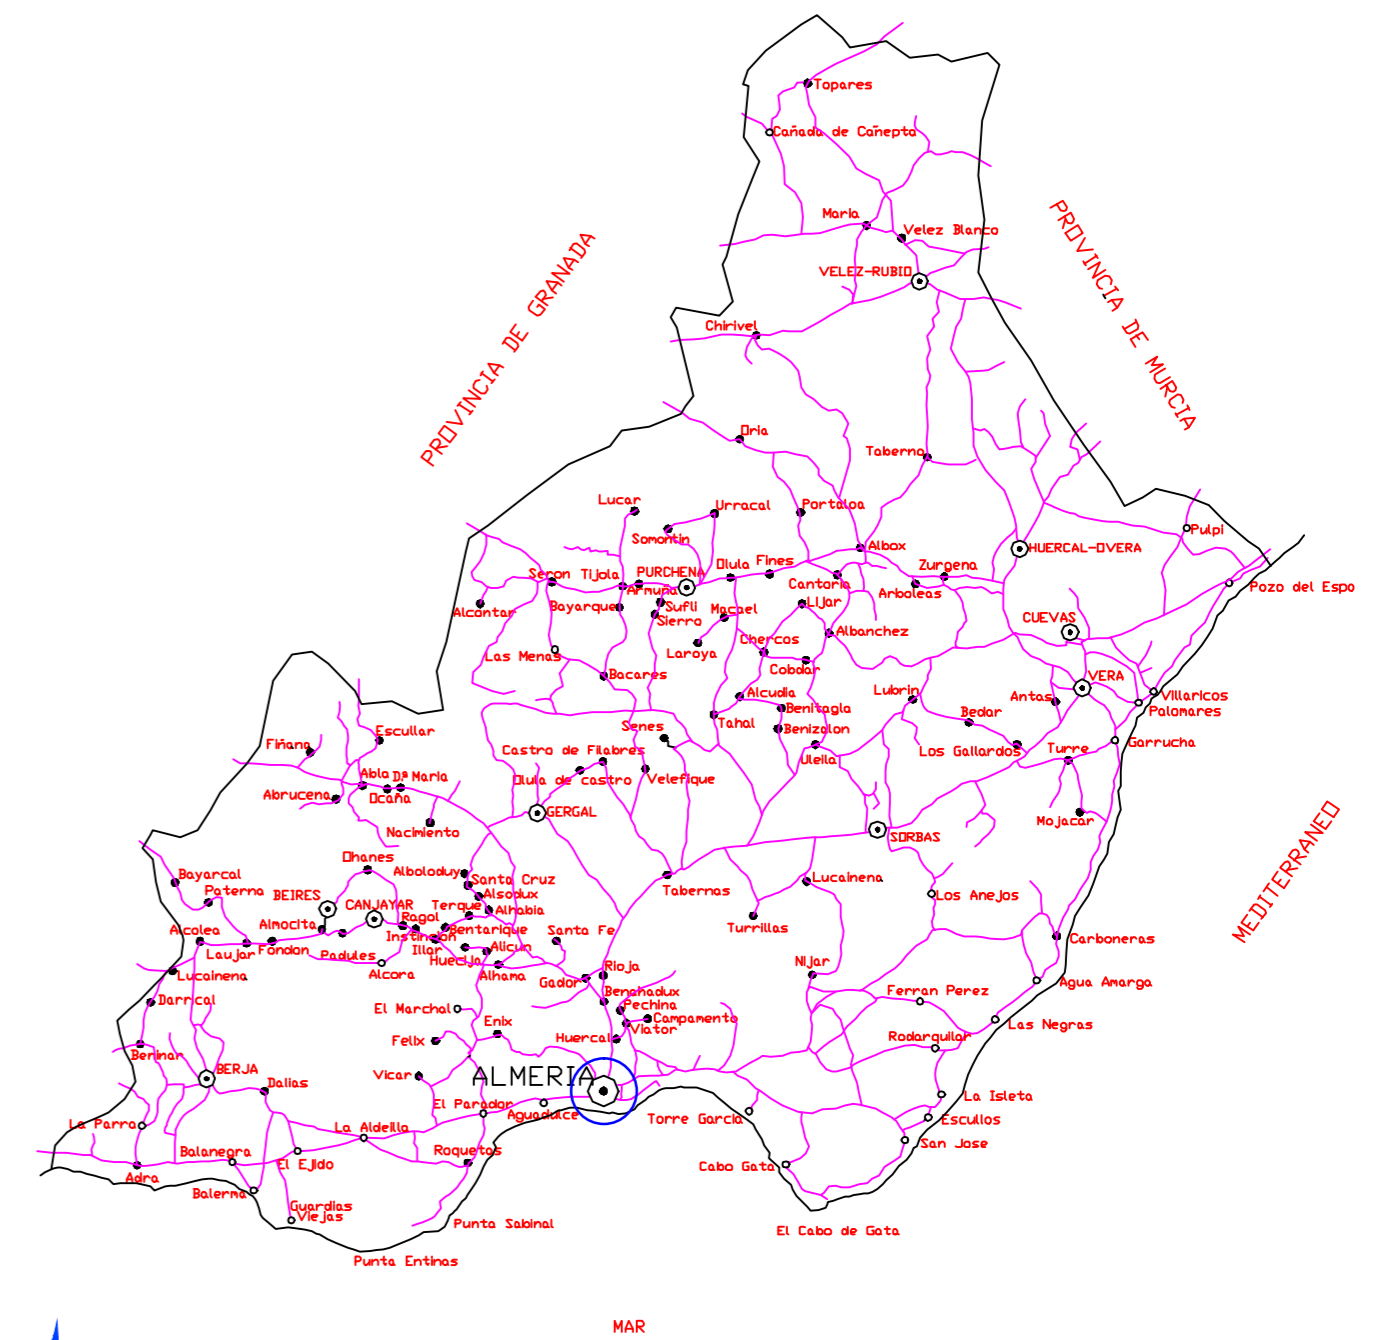 Topares
Cañada de Cañepta
Maria
Velez Blanco
VELEZ-RUBIO
PROVINCIA DE GRANADA
PROVINCIA DE MURCIA
Chirivel
Oria
Taberno
Lucar
Urracal
Portaloa
Somontin
Albox
HUERCAL-OVERA
Pulpi
Seron
Tijola
PURCHENA
Olula
Fines
Zurgena
Armuña
Cantoria
Arboleas
Pozo del Espo
Alcontar
Bayarque
Sufli
Macael
Lijar
Sierro
CUEVAS
Albanchez
Chercos
Las Menas
Laroya
Cobdar
Bacares
VERA
Lubrin
Antas
Villaricos
Alcudia
Benitagla
Palomares
Bedar
Tahal
Senes
Benizalon
Escullar
Fiñana
Castro de Filabres
Los Gallardos
Turre
Garrucha
Uleila
Abla
Dª Maria
Olula de castro
Velefique
Abrucena
Ocaña
GERGAL
Mojacar
Nacimiento
SORBAS
MEDITERRANEO
Ohanes
Alboloduy
Bayarcal
Santa Cruz
Tabernas
Lucainena
Paterna
BEIRES
CANJAYAR
Alsodux
Los Anejos
Terque
Alhabia
Almocita
Ragol
Turrillas
Alcolea
Instincion
Bentarique
Santa Fe
Carboneras
Laujar
Fondon
Padules
Illar
Alicun
Huecija
Lucainena
Alcora
Alhama
Rioja
Nijar
Gador
Agua Amarga
Darrical
Benahadux
Ferran Perez
El Marchal
Pechina
Campamento
Enix
Viator
Las Negras
Felix
Huercal
Rodarquilar
Beninar
BERJA
Vicar
ALMERIA
Dalias
La Isleta
El Parador
Aguadulce
Torre Garcia
Escullos
La Parra
La Aldeilla
San Jose
Balanegra
Roquetas
El Ejido
Cabo Gata
Adra
Balerma
Guardias
Viejas
Punta Sabinal
El Cabo de Gata
Punta Entinas
MAR